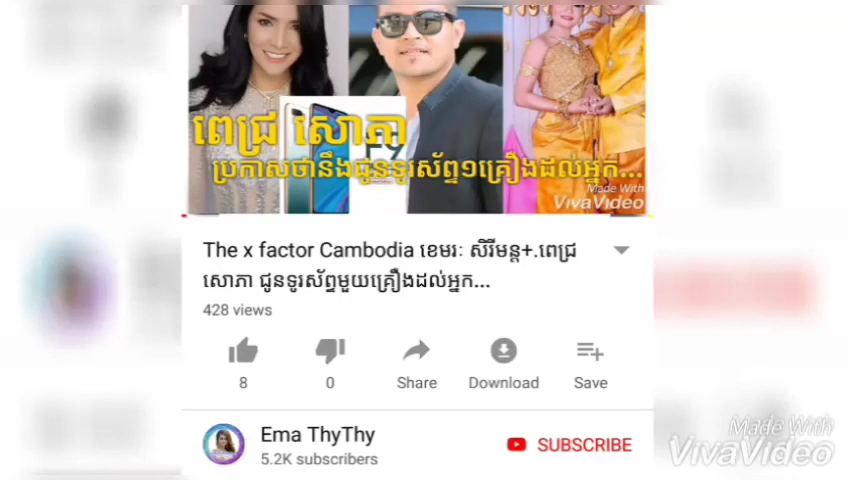 ពេជ្រ សោភា
F9
ប្រកាសថានឹងជូនទូរស័ព្ទ១គ្រឿងដល់អ្នក...
Made With
VivaVideo
The x factor Cambodia ខេមរៈ សិរីមន្ត+.ពេជ្រ
សោភា ជូនទូរស័ព្ទមួយគ្រឿងដល់អ្នក...
428 views
8
0
Share
Download
Save
Ema ThyThy
SUBSCRIBE
5.2K subscribers
Made With
VivaVideo